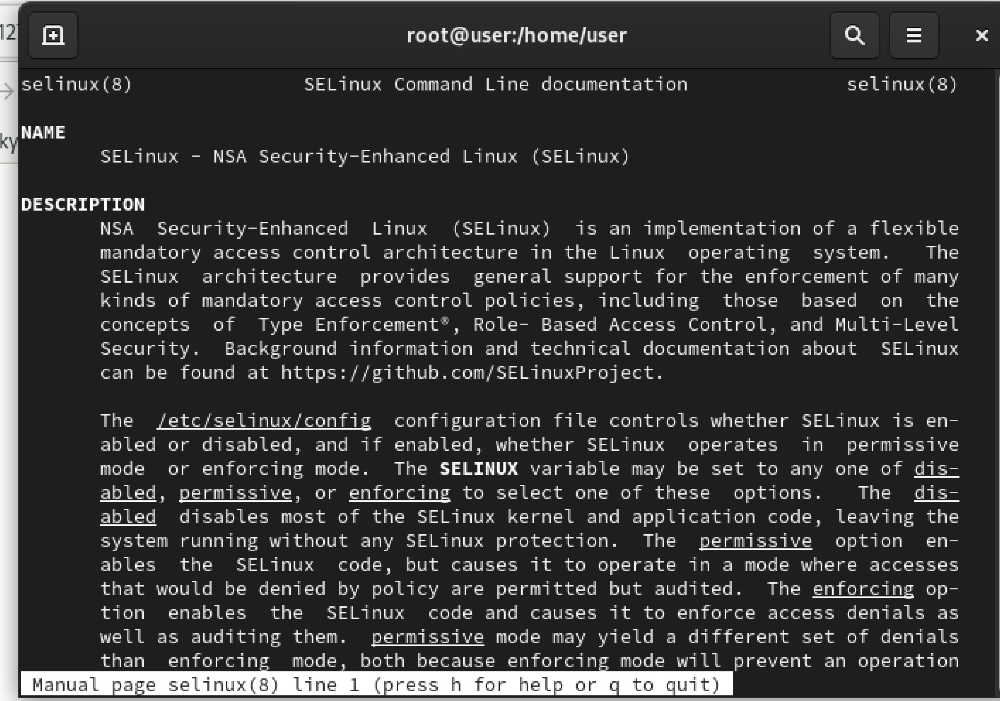 127
root@user:/home/user
ky
selinux(8) SELinux Command Line documentation selinux(8)
NAME
SELinux - NSA Security-Enhanced Linux (SELinux)
DESCRIPTION
NSA Security-Enhanced Linux (SELinux) is an implementation of a flexible
mandatory access control architecture in the Linux operating system. The
SELinux architecture provides general support for the enforcement of many
kinds of mandatory access control policies, including those based on the
concepts of Type Enforcement®, Role- Based Access Control, and Multi-Level
Security. Background information and technical documentation about SELinux
can be found at https://github.com/SELinuxProject.
The /etc/selinux/config configuration file controls whether SELinux is en-
abled or disabled, and if enabled, whether SELinux operates in permissive
mode or enforcing mode. The SELINUX variable may be set to any one of dis-
abled, permissive, or enforcing to select one of these options. The dis-
abled disables most of the SELinux kernel and application code, leaving the
system running without any SELinux protection. The permissive option en-
ables the SELinux code, but causes it to operate in a mode where accesses
that would be denied by policy are permitted but audited. The enforcing op-
tion enables the SELinux code and causes it to enforce access denials as
well as auditing them. permissive mode may yield a different set of denials
than enforcing mode, both because enforcing mode will prevent an operation
Manual page selinux(8) line 1 (press h for help or q to quit)